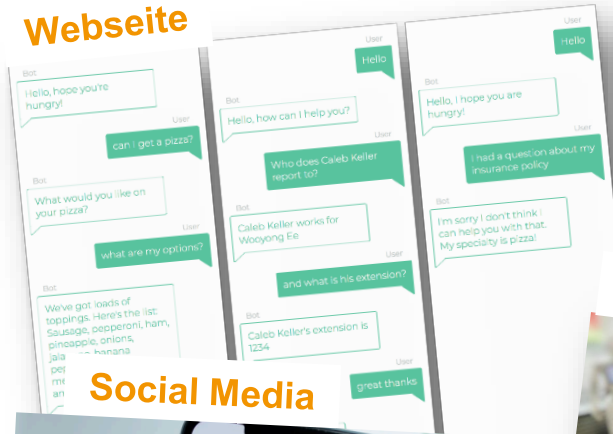 Webseite
Bot
Hello, hope you're
hungry!
User
can I get a pizza?
Bot
What would you like on
your pizza?
User
what are my options?
Bot
We've got loads of
toppings. Here's the list:
Sausage, pepperoni, ham,
pineapple, onions,
banana
User
Hello
Bot
Hello, how can I help you?
User
Who does Caleb Keller
report to?
Bot
Caleb Keller works for
Wooyong Ee
User
and what is his extension?
Bot
Caleb Keller's extension is
1234
User
great thanks
User
Hello
Bot
Hello, I hope you are
hungry!
User
I had a question about my
insurance policy
Bot
I'm sorry I don't think I
can help you with that.
My specialty is pizza!
Social Media